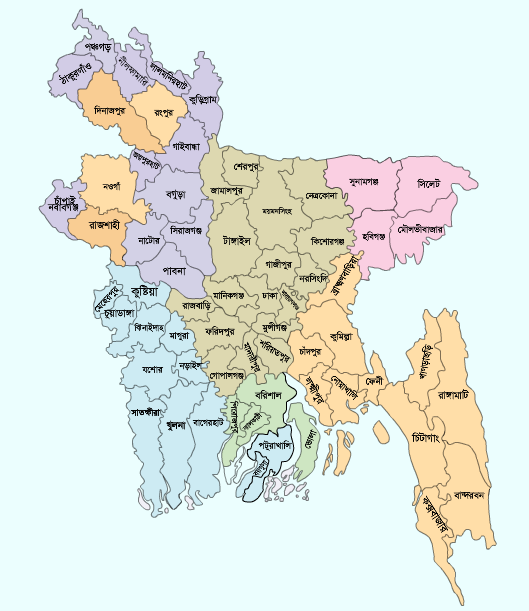 পঞ্চগড়
ঠাকুরগাঁও
নীলফামারি
লালমনিরহাট
কুড়িগ্রাম
দিনাজপুর
রংপুর
গাইবান্ধা
জয়পুরহাট
শেরপুর
নওগাঁ
বগুড়া
জামালপুর
নেত্রকোনা
সুনামগঞ্জ
সিলেট
চাঁপাই
নবাবগঞ্জ
ময়মনসিংহ
রাজশাহী
নাটোর
সিরাজগঞ্জ
টাঙ্গাইল
কিশোরগঞ্জ
হবিগঞ্জ
মৌলভীবাজার
পাবনা
গাজীপুর
নরসিংদি
ব্রাহ্মণবাড়িয়া
মেহেরপুর
কুষ্টিয়া
চুয়াডাঙ্গা
রাজবাড়ি
মানিকগঞ্জ
ঢাকা
নারায়ণগঞ্জ
ঝিনাইদাহ
মাগুরা
ফরিদপুর
মুন্সীগঞ্জ
কুমিল্লা
যশোর
নড়াইল
গোপালগঞ্জ
মাদারীপুর
শরিয়তপুর
চাঁদপুর
খাগড়াছড়ি
রাঙ্গামাটি
সাতক্ষীরা
খুলনা
বাগেরহাট
পিরোজপুর
ঝালকাঠী
বরিশাল
লক্ষ্মীপুর
নোয়াখালি
ফেনী
পটুয়াখালি
বরগুনা
ভোলা
চিটাগাং
কক্সবাজার
বান্দরবন